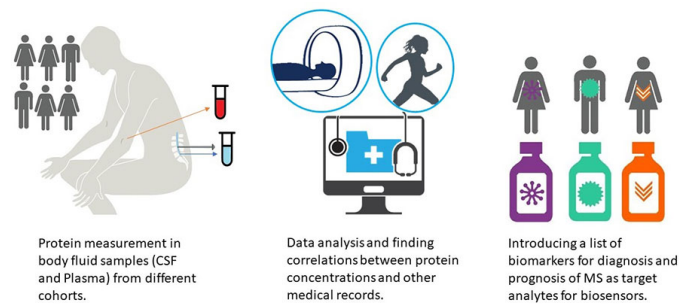 Protein measurement in
body fluid samples (CSF
and Plasma) from different
cohorts.
Data analysis and finding
correlations between protein
concentrations and other
medical records.
Introducing a list of
biomarkers for diagnosis and
prognosis of MS as target
analytes for biosensors.